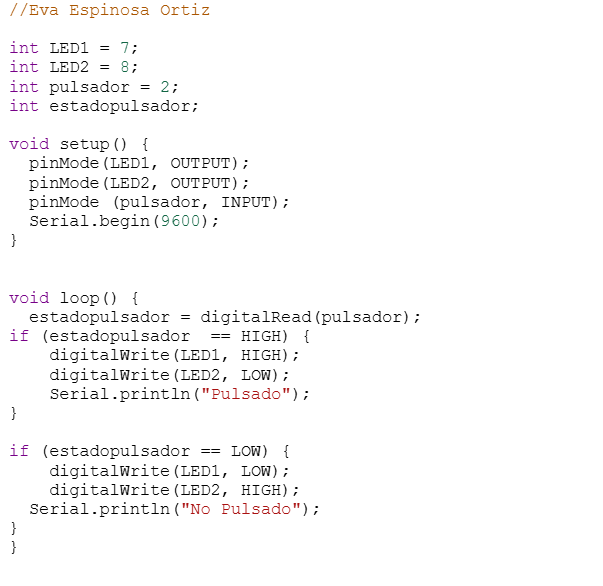 //Eva Espinosa Ortiz
int LED1 = 7;
int LED2 = 8;
int pulsador = 2;
int estadopulsador;
void setup() {
pinMode(LED1, OUTPUT);
pinMode(LED2, OUTPUT);
pinMode (pulsador, INPUT);
Serial.begin(9600);
}
void loop() {
estadopulsador = digitalRead(pulsador);
if (estadopulsador  == HIGH) {
digitalWrite(LED1, HIGH);
digitalWrite(LED2, LOW);
Serial.println("Pulsado");
}
if (estadopulsador == LOW) {
digitalWrite(LED1, LOW);
digitalWrite(LED2, HIGH);
Serial.println("No Pulsado");
}
}